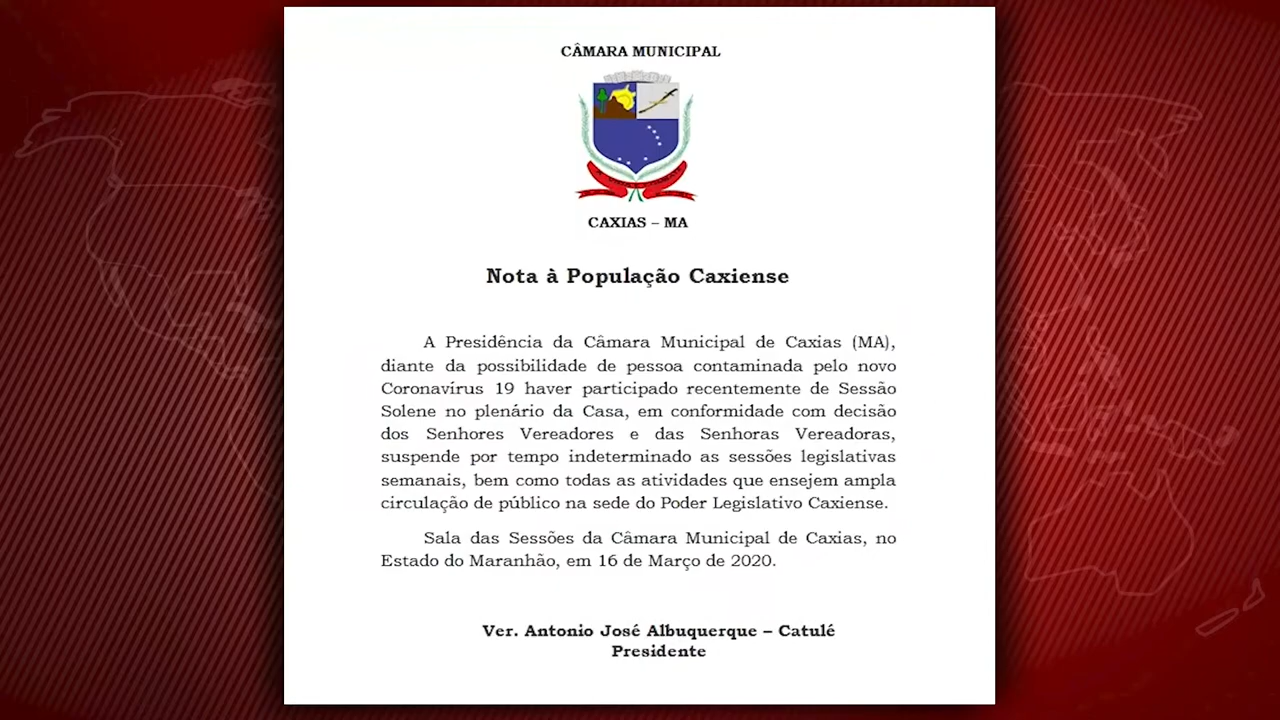 CÂMARA MUNICIPAL
CAXIAS – MA
Nota à População Caxiense
A Presidência da Câmara Municipal de Caxias (MA),
diante da possibilidade de pessoa contaminada pelo novo
Coronavírus 19 haver participado recentemente de Sessão
Solene no plenário da Casa, em conformidade com decisão
dos Senhores Vereadores e das Senhoras Vereadoras,
suspende por tempo indeterminado as sessões legislativas
semanais, bem como todas as atividades que ensejem ampla
circulação de público na sede do Poder Legislativo Caxiense.
Sala das Sessões da Câmara Municipal de Caxias, no
Estado do Maranhão, em 16 de Março de 2020.
Ver. Antonio José Albuquerque – Catulé
Presidente